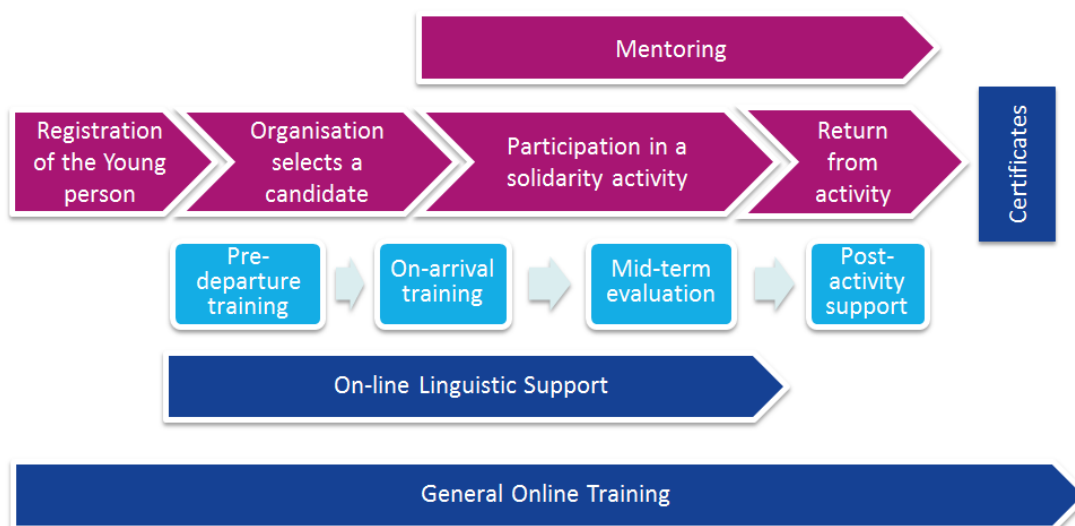 Mentoring
Registration
of the Young
person
Organisation
selects a
candidate
Participation in a
solidarity activity
Return
from
activity
Certificates
Pre-
departure
training
On-arrival
training
Mid-term
evaluation
Post-
activity
support
On-line Linguistic Support
General Online Training